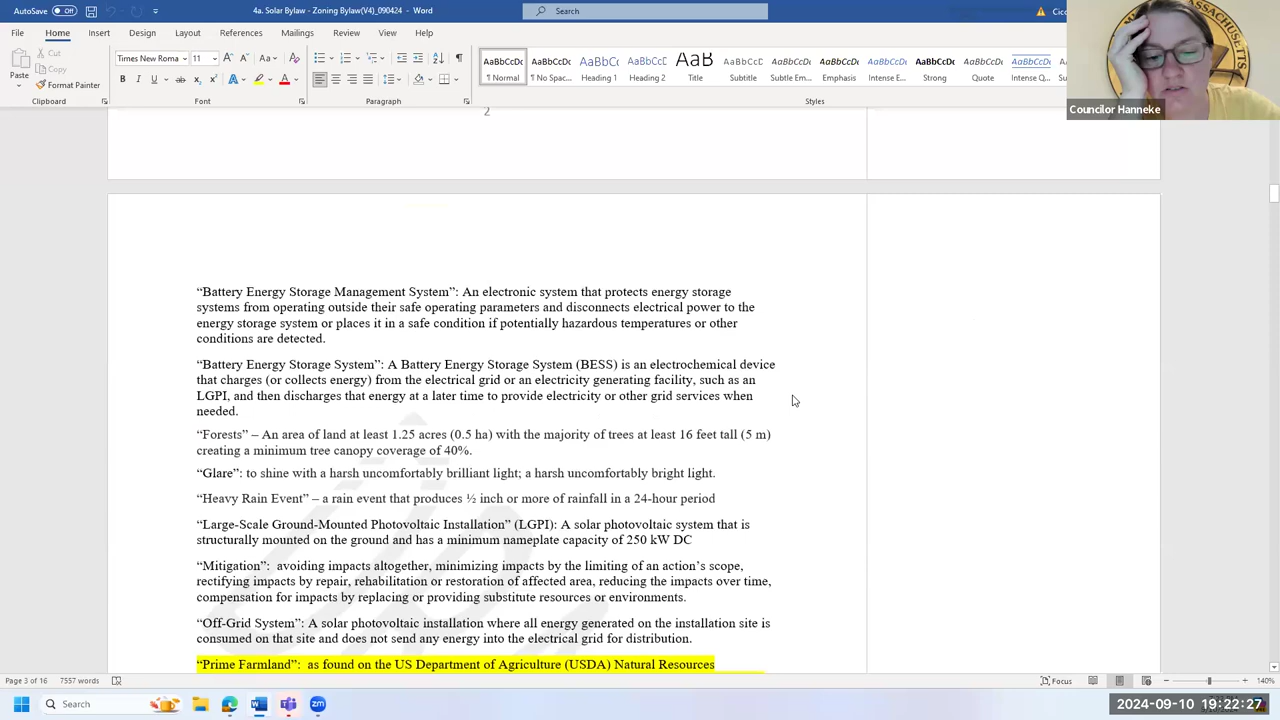 AutoSave Off
4a. Solar Bylaw - Zoning Bylaw(V4)_090424 - Word
Search
File Home Insert Draw Design Layout References Mailings Review View Help
Paste
Cut
Copy
Format Painter
Clipboard
Times New Roma 11
Font
Paragraph
AaBbCcDc AaBbCcDc AaBbC( AaBbCcC AaB AaBbCcD AaBbCcDt AaBbCcDt AaBbCcDt AaBbCcDc AaBbCcDt AaBbCcDt
¶ Normal ¶ No Spac... Heading 1 Heading 2 Title Subtitle Subtle Em... Emphasis Intense E... Strong Quote Intense Q...
Styles
Councilor Hanneke
2
“Battery Energy Storage Management System”: An electronic system that protects energy storage
systems from operating outside their safe operating parameters and disconnects electrical power to the
energy storage system or places it in a safe condition if potentially hazardous temperatures or other
conditions are detected.
“Battery Energy Storage System”: A Battery Energy Storage System (BESS) is an electrochemical device
that charges (or collects energy) from the electrical grid or an electricity generating facility, such as an
LGPI, and then discharges that energy at a later time to provide electricity or other grid services when
needed.
“Forests” – An area of land at least 1.25 acres (0.5 ha) with the majority of trees at least 16 feet tall (5 m)
creating a minimum tree canopy coverage of 40%.
“Glare”: to shine with a harsh uncomfortably brilliant light; a harsh uncomfortably bright light.
“Heavy Rain Event” – a rain event that produces ½ inch or more of rainfall in a 24-hour period
“Large-Scale Ground-Mounted Photovoltaic Installation” (LGPI): A solar photovoltaic system that is
structurally mounted on the ground and has a minimum nameplate capacity of 250 kW DC
“Mitigation”: avoiding impacts altogether, minimizing impacts by the limiting of an action’s scope,
rectifying impacts by repair, rehabilitation or restoration of affected area, reducing the impacts over time,
compensation for impacts by replacing or providing substitute resources or environments.
“Off-Grid System”: A solar photovoltaic installation where all energy generated on the installation site is
consumed on that site and does not send any energy into the electrical grid for distribution.
“Prime Farmland”: as found on the US Department of Agriculture (USDA) Natural Resources
Page 3 of 16 7557 words
Focus
140%
Search
2024-09-10 19:22:27